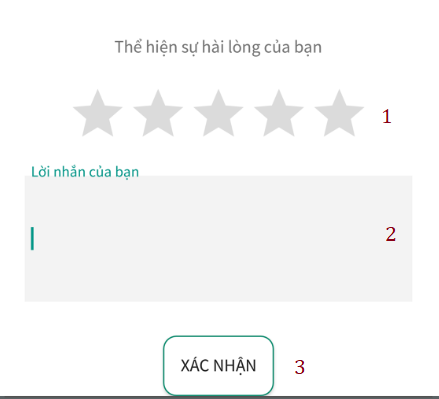 Thể hiện sự hài lòng của bạn
1
Lời nhắn của bạn
2
XÁC NHẬN 3